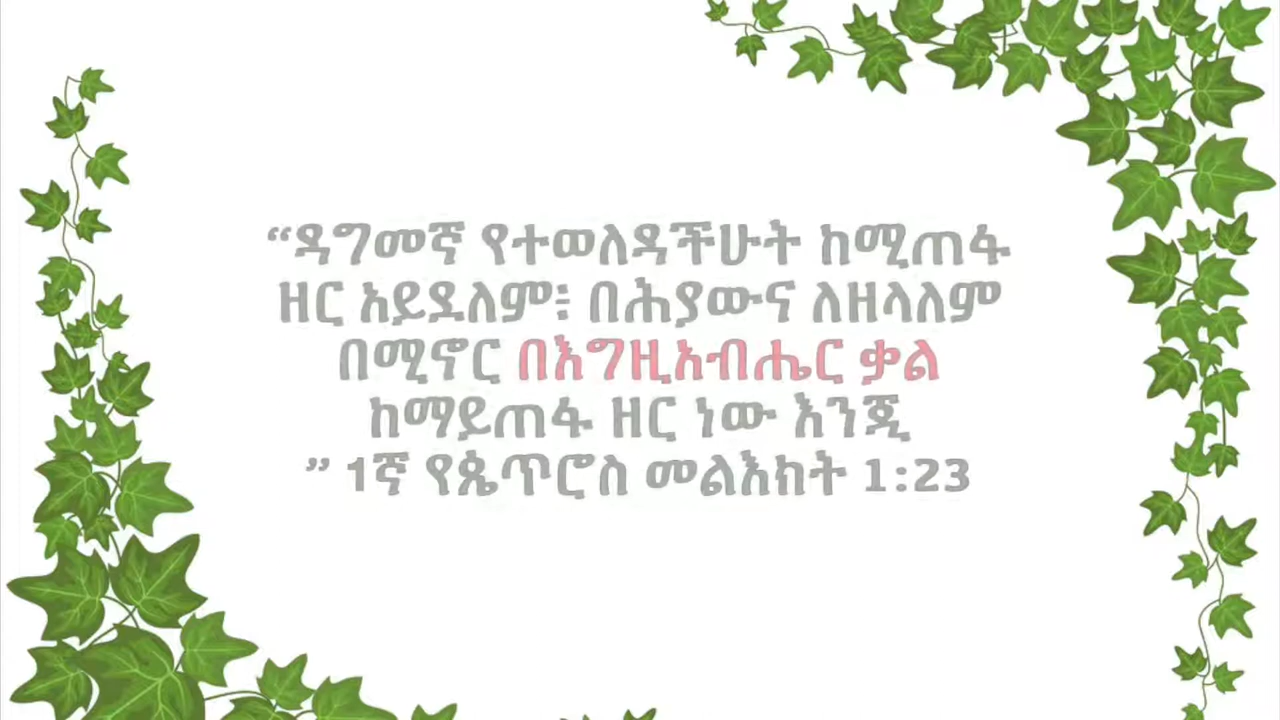 “ዳግመኛ የተወለዳችሁት ከሚጠፋ
ዘር አይደለም፤ በሕያውና ለዘላለም
በሚኖር በእግዚአብሔር ቃል
ከማይጠፋ ዘር ነው እንጂ
” 1ኛ የጴጥሮስ መልእክት 1:23